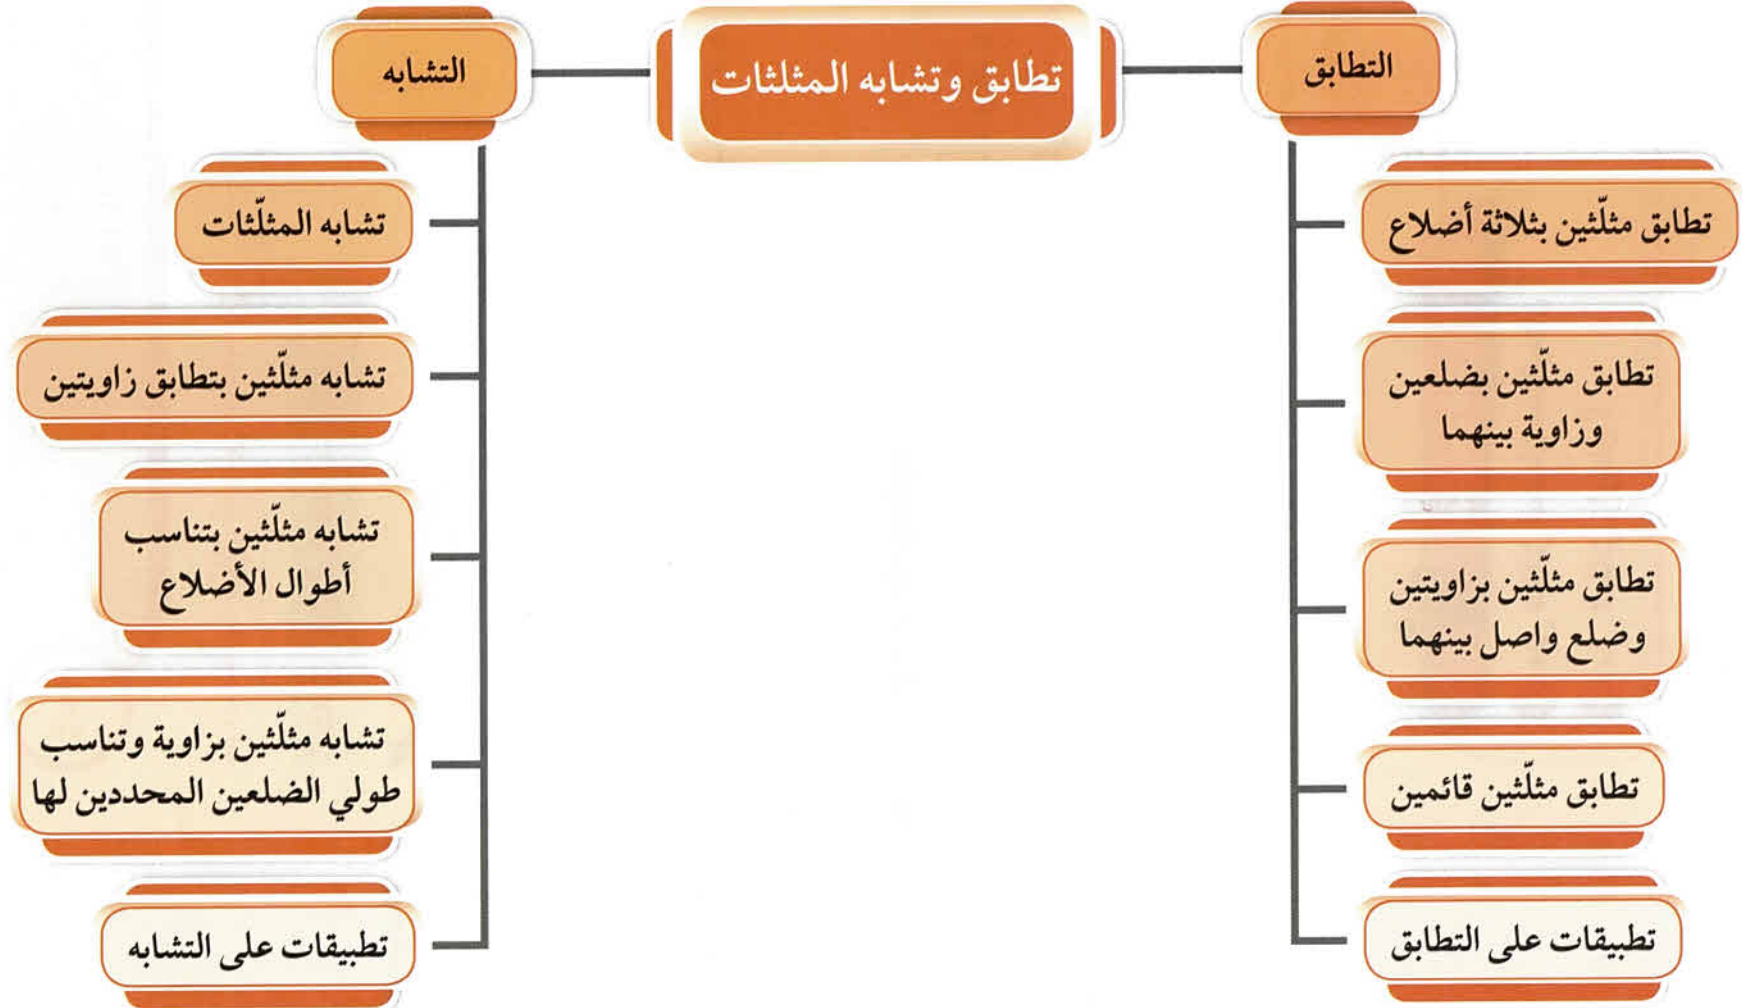 تطابق وتشابه المثلثات
التطابق
تطابق مثلّثين بثلاثة أضلاع
تطابق مثلّثين بضلعين
وزاوية بينهما
تطابق مثلّثين بزاويتين
وضلع واصل بينهما
تطابق مثلّثين قائمين
تطبيقات على التطابق
التشابه
تشابه المثلّثات
تشابه مثلّثين بتطابق زاويتين
تشابه مثلّثين بتناسب
أطوال الأضلاع
تشابه مثلّثين بزاوية وتناسب
طولي الضلعين المحددين لها
تطبيقات على التشابه